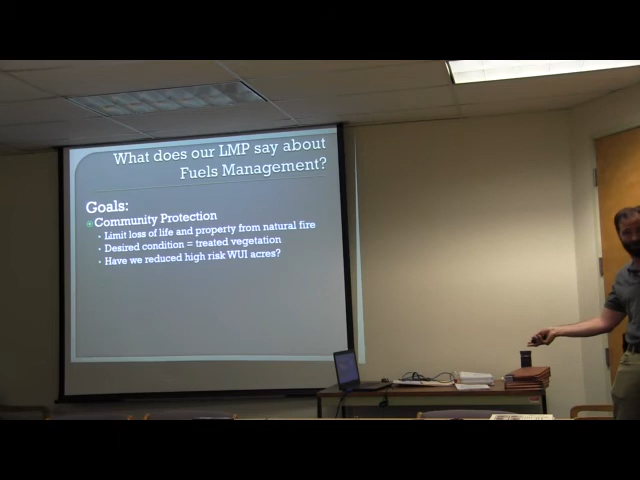 What does our LMP say about
Fuels Management?
Goals:
Community Protection
• Limit loss of life and property from natural fire
• Desired condition = treated vegetation
• Have we reduced high risk WUI acres?